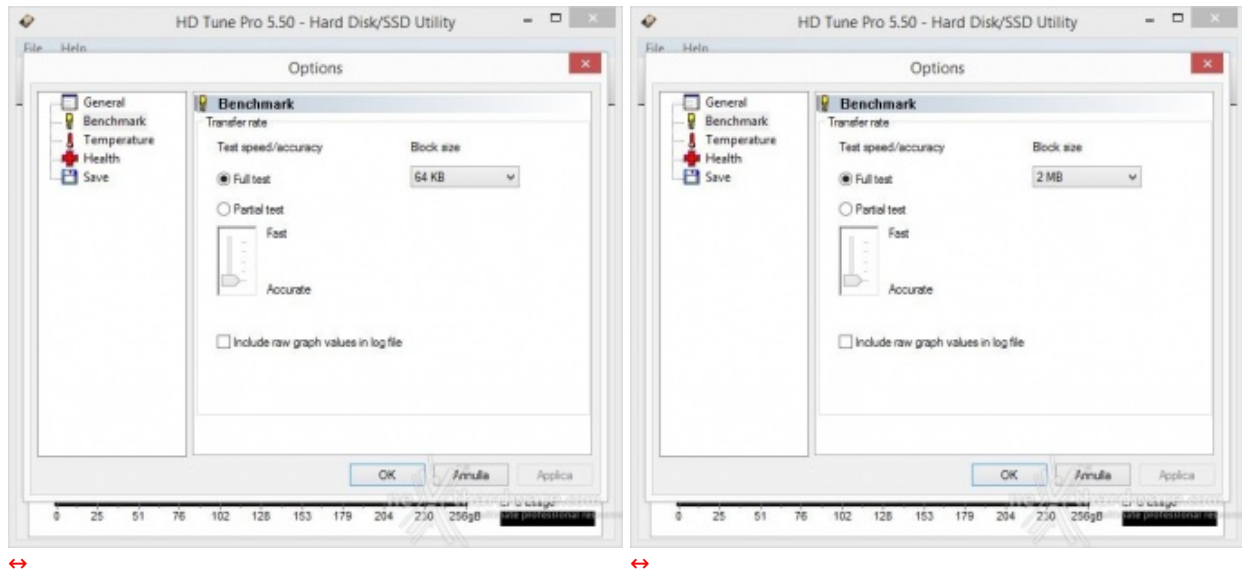 HD Tune Pro 5.50 - Hard Disk/SSD Utility
File Help
Options
General
Benchmark
Temperature
Health
Save
Benchmark
Transfer rate
Test speed/accuracy Block size
Full test 64 KB
Partial test
Fast
Accurate
Include raw graph values in log file
OK Annulla Applica
0 25 51 76 102 128 153 179 204 230 256gB
HD Tune Pro 5.50 - Hard Disk/SSD Utility
File Help
Options
General
Benchmark
Temperature
Health
Save
Benchmark
Transfer rate
Test speed/accuracy Block size
Full test 2 MB
Partial test
Fast
Accurate
Include raw graph values in log file
OK Annulla Applica
0 25 51 76 102 128 153 179 204 230 256gB